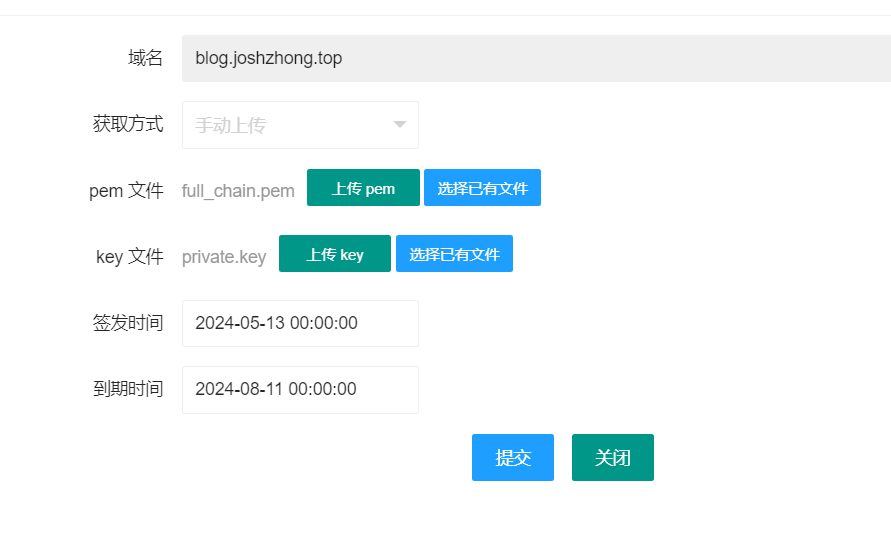 域名 blog.joshzhong.top
获取方式 手动上传
pem 文件 full_chain.pem 上传 pem 选择已有文件
key 文件 private.key 上传 key 选择已有文件
签发时间 2024-05-13 00:00:00
到期时间 2024-08-11 00:00:00
提交 关闭